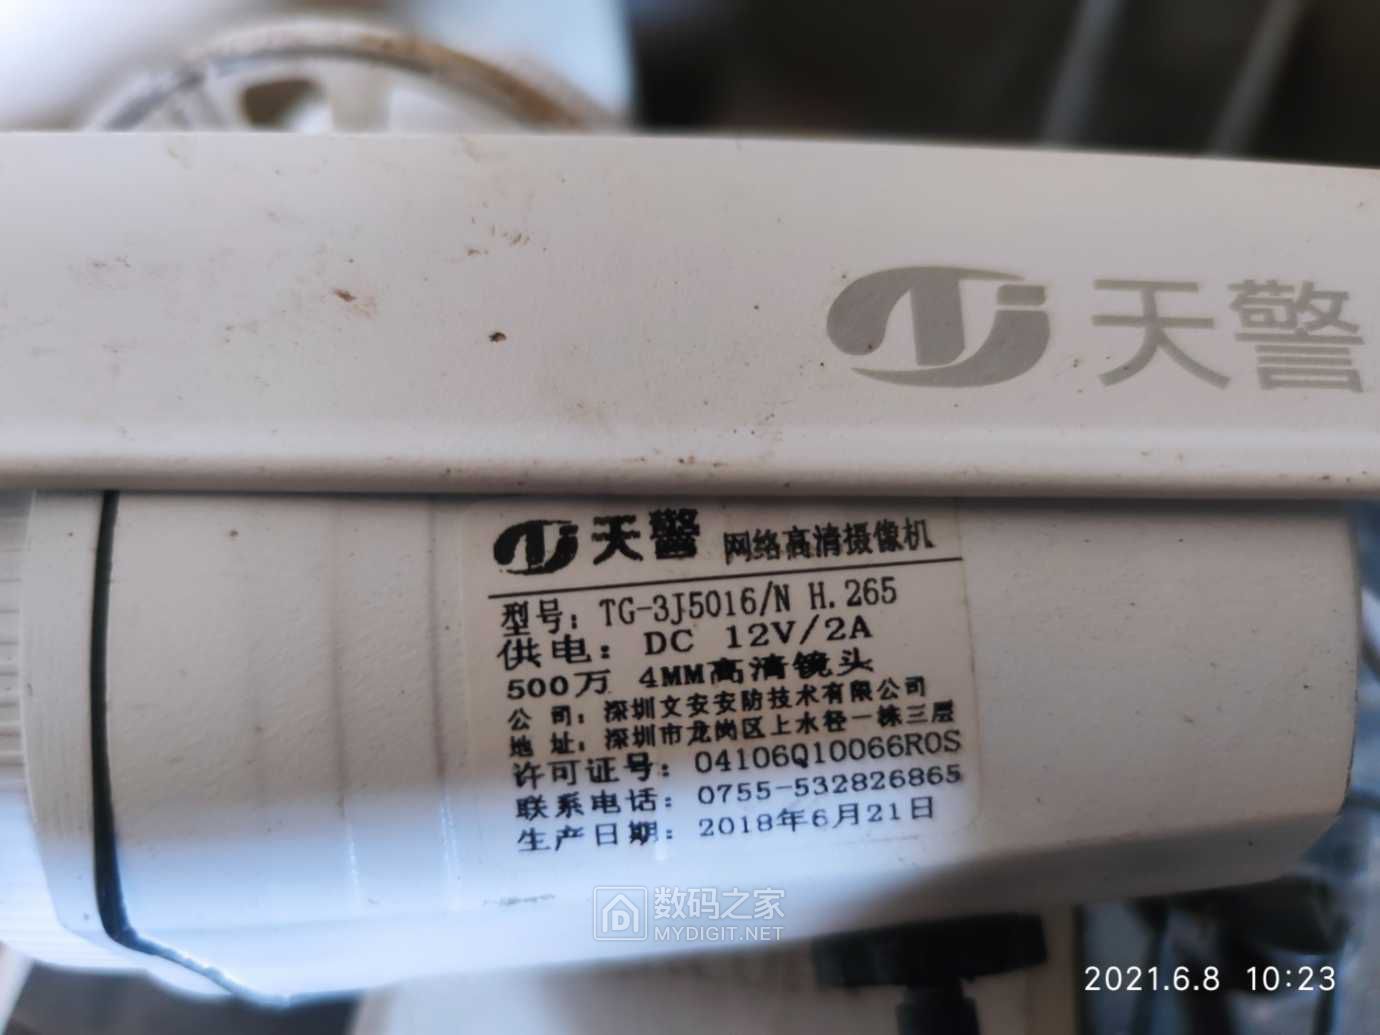 天警
天警 网络高清摄像机
型号: TG-3J5016/N H.265
供电: DC 12V/2A
500万 4MM高清镜头
公 司: 深圳文安安防技术有限公司
地 址: 深圳市龙岗区上水径一栋三层
许可证号: 04106Q10066R0S
联系电话: 0755-532826865
生产日期: 2018年6月21日
数码之家
MYDIGIT.NET
2021.6.8 10:23